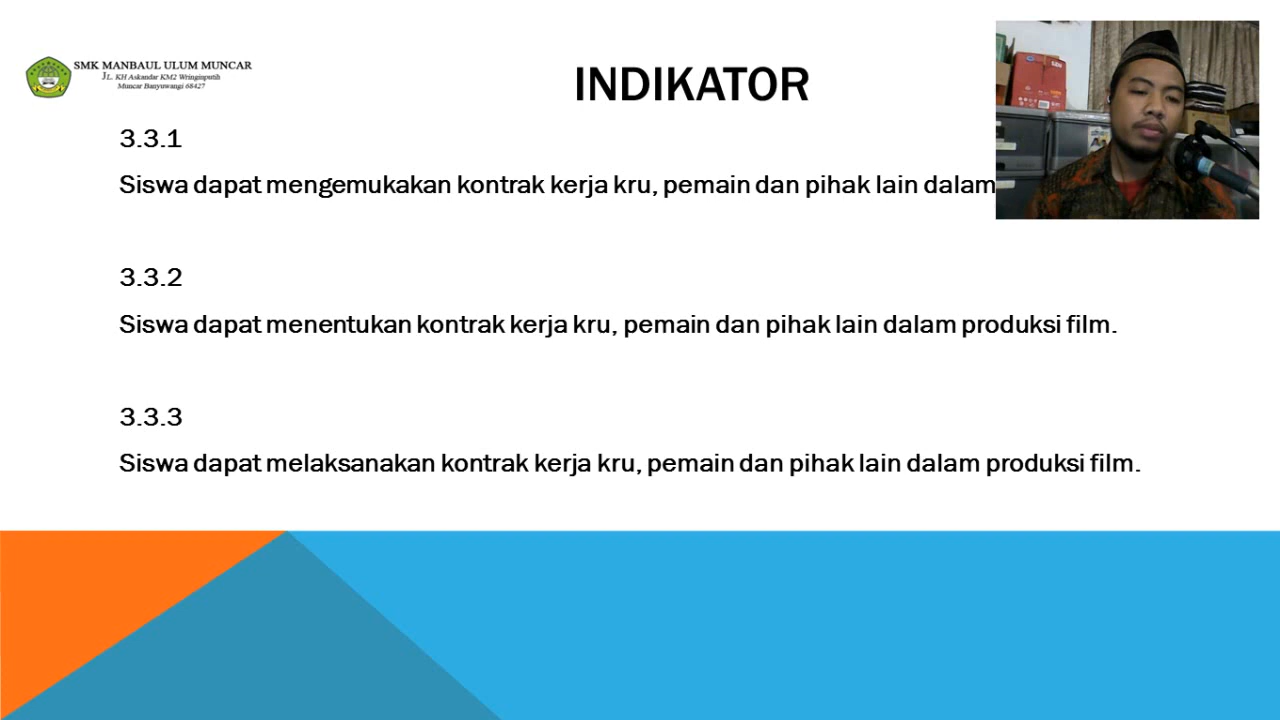 SMK MANBAUL ULUM MUNCAR
JL. KH Askandar KM2 Wringinputih
Muncar Banyuwangi 68427
INDIKATOR
3.3.1
Siswa dapat mengemukakan kontrak kerja kru, pemain dan pihak lain dalam
3.3.2
Siswa dapat menentukan kontrak kerja kru, pemain dan pihak lain dalam produksi film.
3.3.3
Siswa dapat melaksanakan kontrak kerja kru, pemain dan pihak lain dalam produksi film.